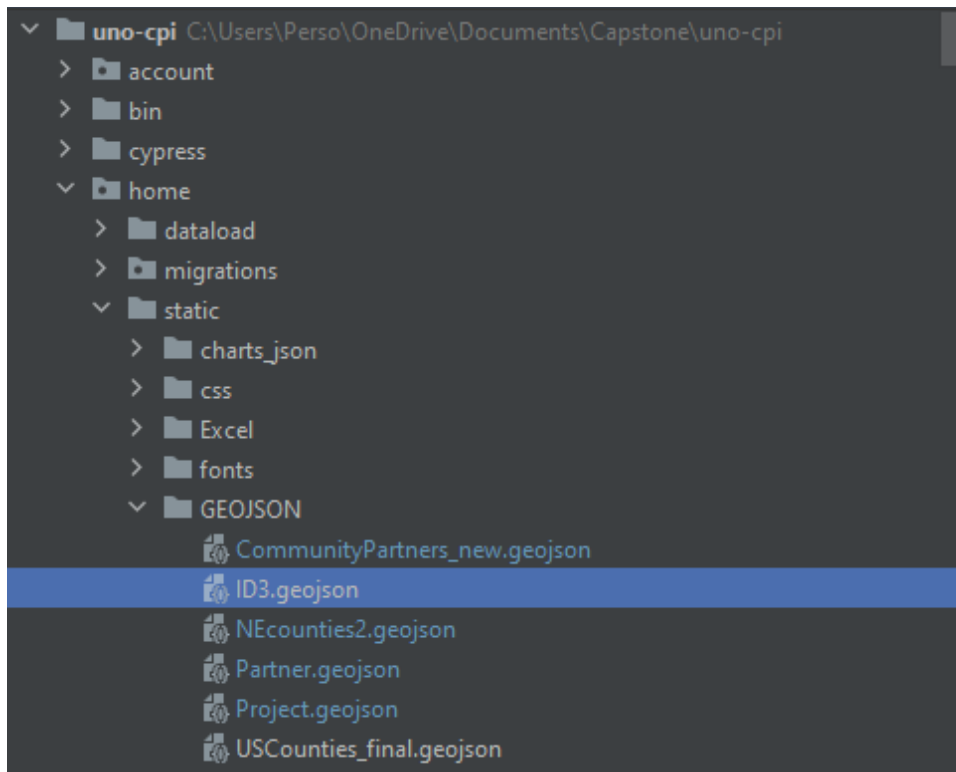 uno-cpi C:\Users\Perso\OneDrive\Documents\Capstone\uno-cpi
account
bin
cypress
home
dataload
migrations
static
charts_json
css
Excel
fonts
GEOJSON
CommunityPartners_new.geojson
ID3.geojson
NEcounties2.geojson
Partner.geojson
Project.geojson
USCounties_final.geojson